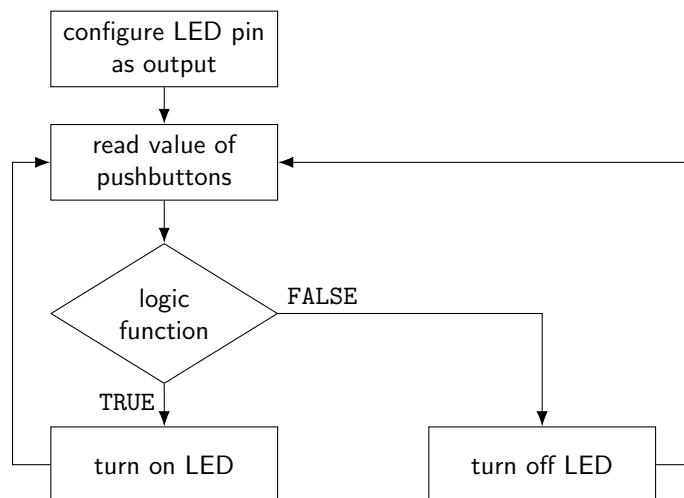 configure LED pin
as output
read value of
pushbuttons
logic
function
FALSE
TRUE
turn on LED
turn off LED